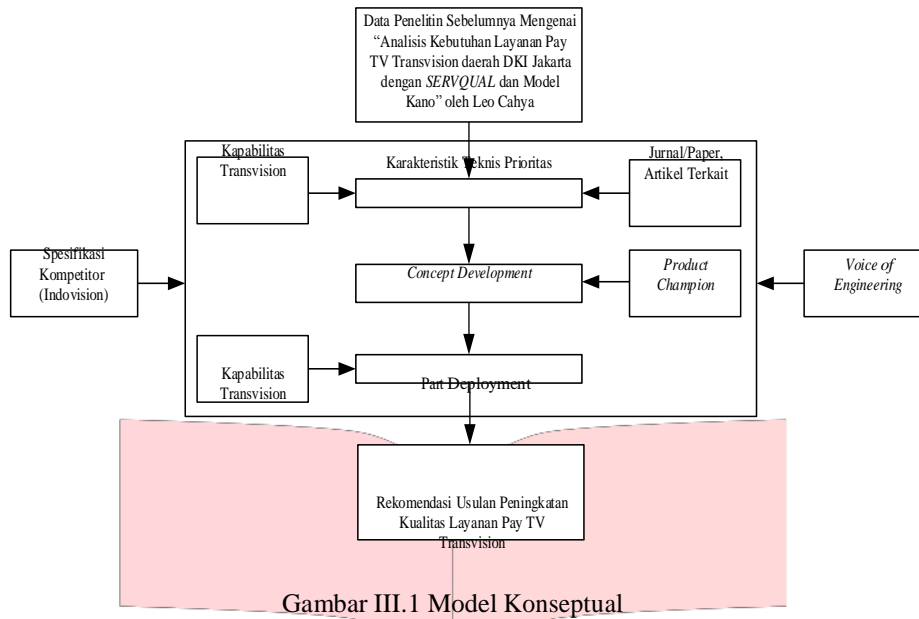 Data Penelitin Sebelumnya Mengenai
“Analisis Kebutuhan Layanan Pay
TV Transvision daerah DKI Jakarta
dengan SERVQUAL dan Model
Kano” oleh Leo Cahya
Kapabilitas
Transvision
Karakteristik Teknis Prioritas
Jurnal/Paper,
Artikel Terkait
Spesifikasi
Kompetitor
(Indovision)
Concept Development
Product
Champion
Voice of
Engineering
Kapabilitas
Transvision
Part Deployment
Rekomendasi Usulan Peningkatan
Kualitas Layanan Pay TV
Transvision
Gambar III.1 Model Konseptual